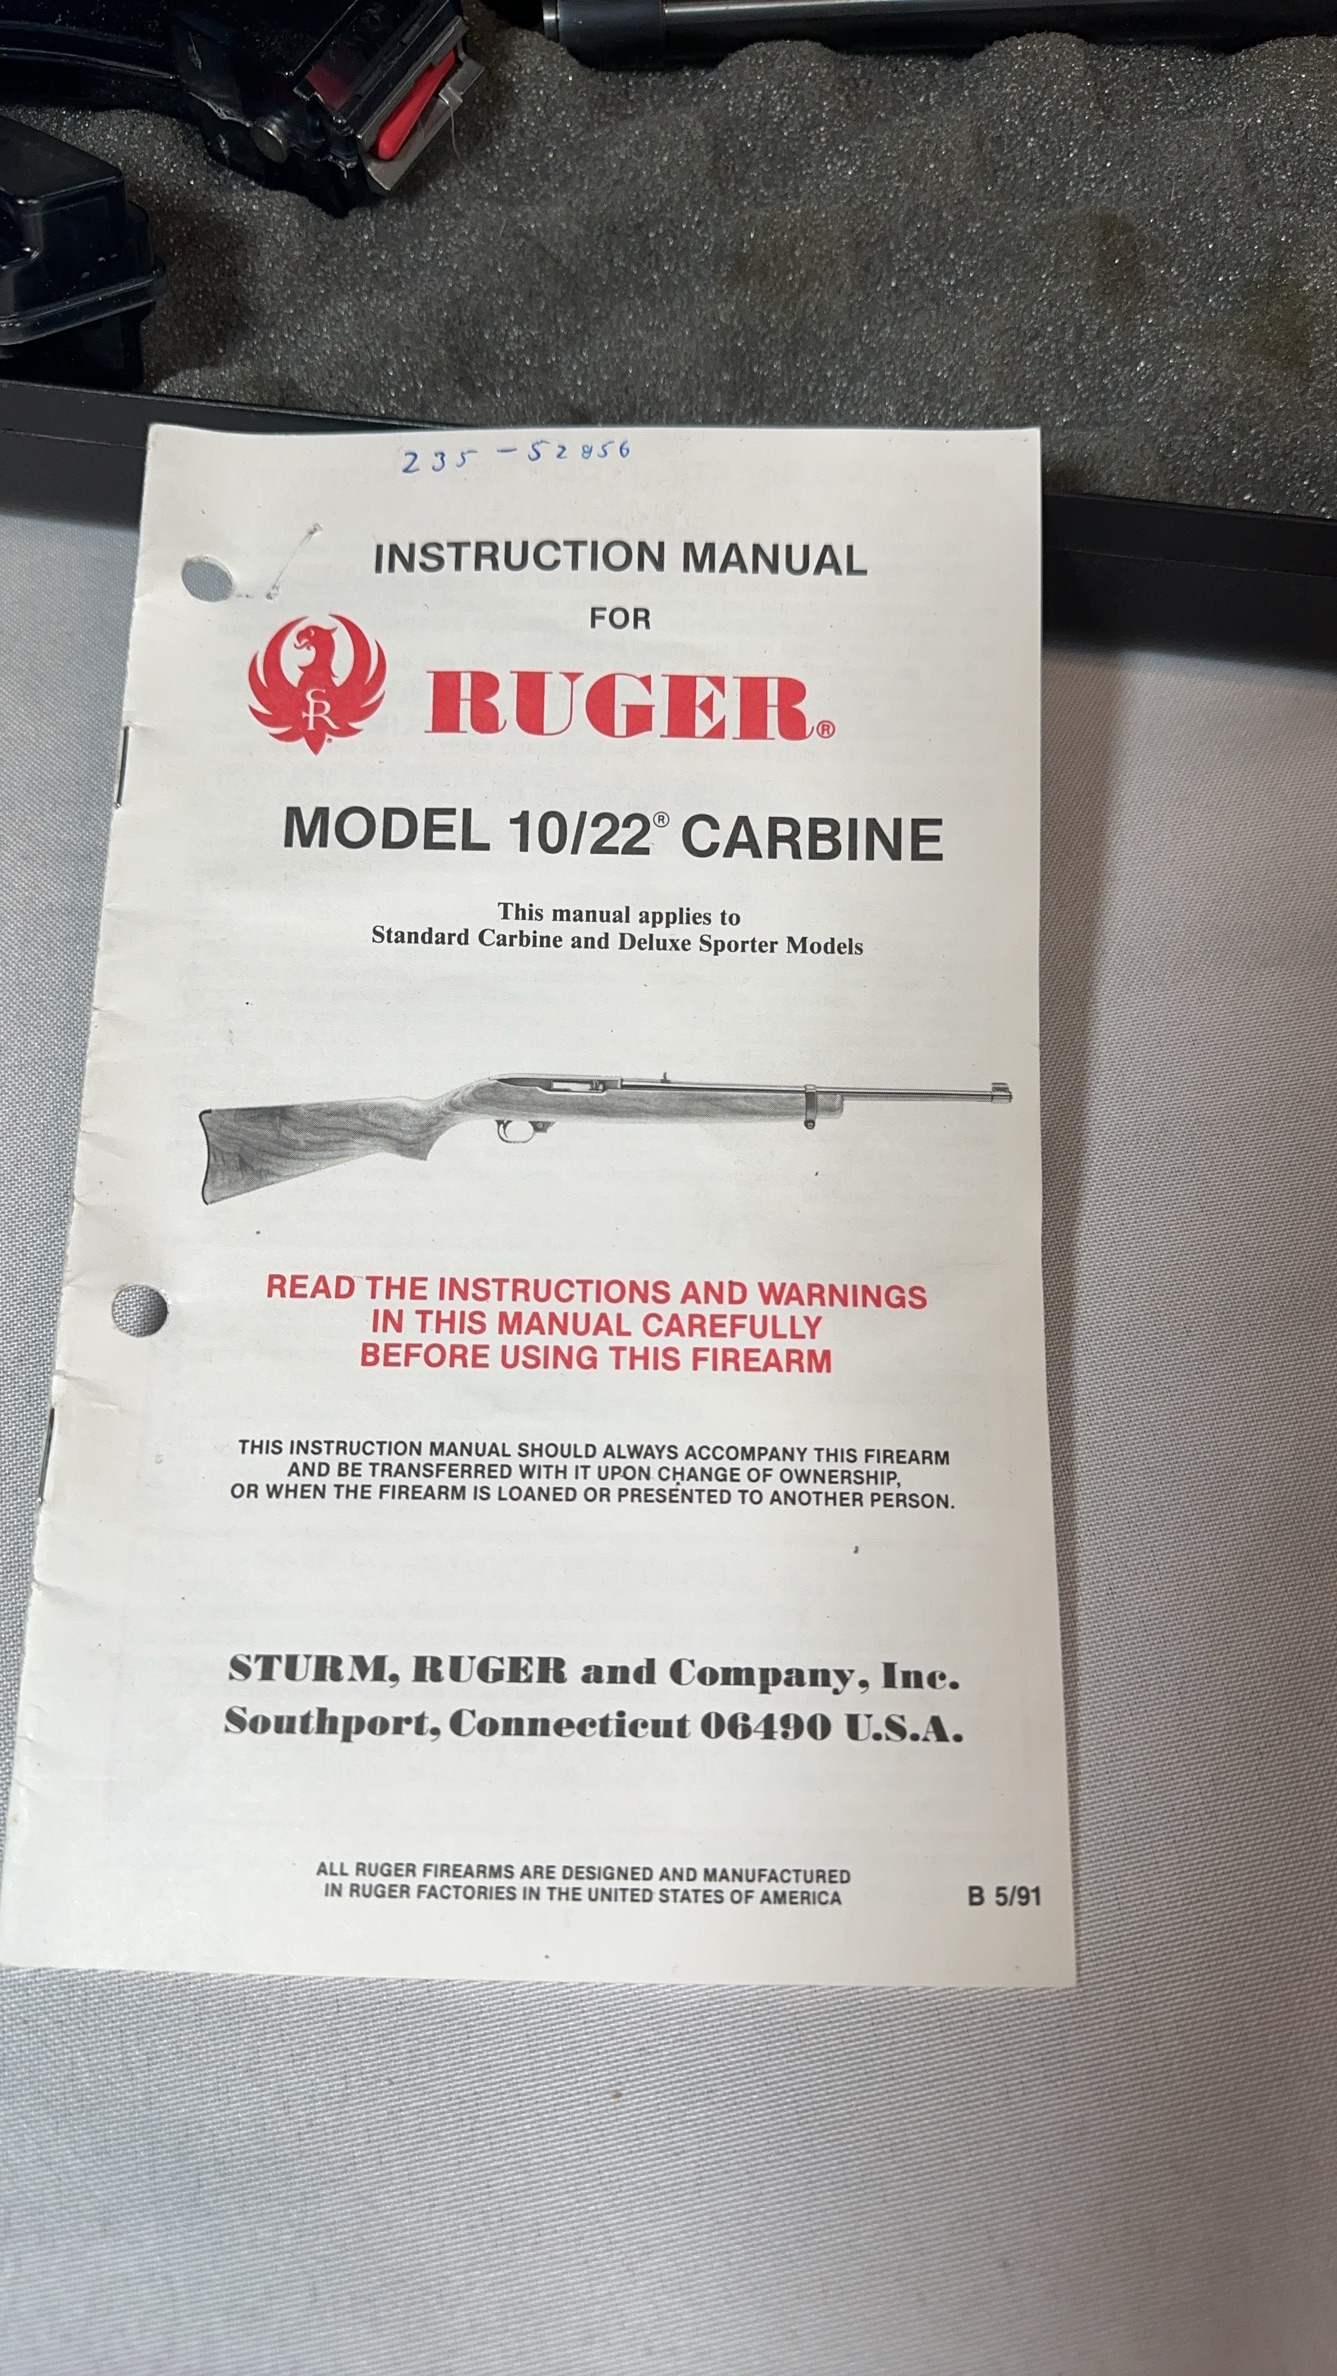 235-52856
INSTRUCTION MANUAL
FOR
SR
RUGER®
MODEL 10/22® CARBINE
This manual applies to
Standard Carbine and Deluxe Sporter Models
READ THE INSTRUCTIONS AND WARNINGS
IN THIS MANUAL CAREFULLY
BEFORE USING THIS FIREARM
THIS INSTRUCTION MANUAL SHOULD ALWAYS ACCOMPANY THIS FIREARM
AND BE TRANSFERRED WITH IT UPON CHANGE OF OWNERSHIP,
OR WHEN THE FIREARM IS LOANED OR PRESENTED TO ANOTHER PERSON.
STURM, RUGER and Company, Inc.
Southport, Connecticut 06490 U.S.A.
ALL RUGER FIREARMS ARE DESIGNED AND MANUFACTURED
IN RUGER FACTORIES IN THE UNITED STATES OF AMERICA
B 5/91